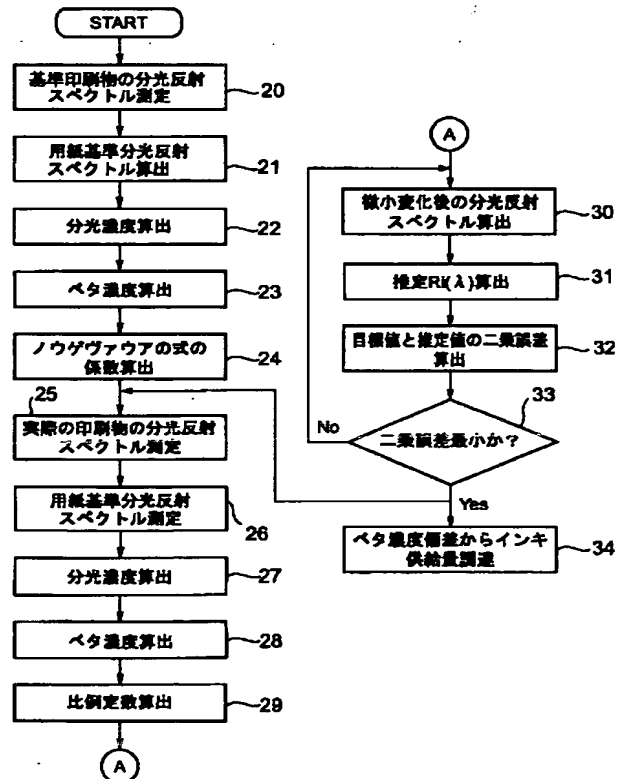 START
基準印刷物の分光反射
スペクトル測定
20
用紙基準分光反射
スペクトル算出
21
分光濃度算出
22
ベタ濃度算出
23
ノウゲヴァウアの式の
係数算出
24
25
実際の印刷物の分光反射
スペクトル測定
用紙基準分光反射
スペクトル測定
26
分光濃度算出
27
ベタ濃度算出
28
比例定数算出
29
A
A
微小変化後の分光反射
スペクトル算出
30
推定Ri(λ)算出
31
目標値と推定値の二乗誤差
算出
32
33
二乗誤差最小か?
No
Yes
ベタ濃度偏差からインキ
供給量調速
34